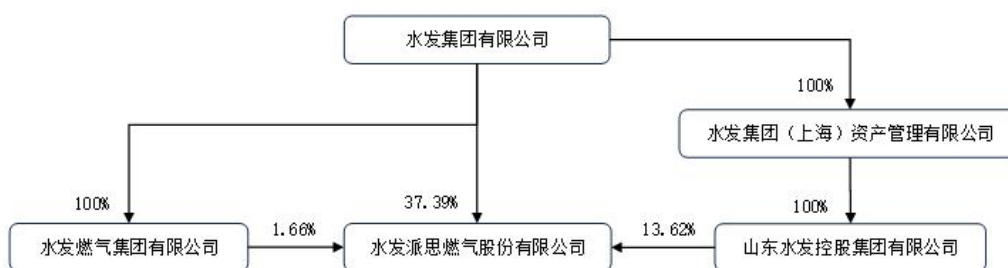 水发集团有限公司
100%
水发集团（上海）资产管理有限公司
100%
37.39%
100%
水发燃气集团有限公司
1.66%
水发派思燃气股份有限公司
13.62%
山东水发控股集团有限公司